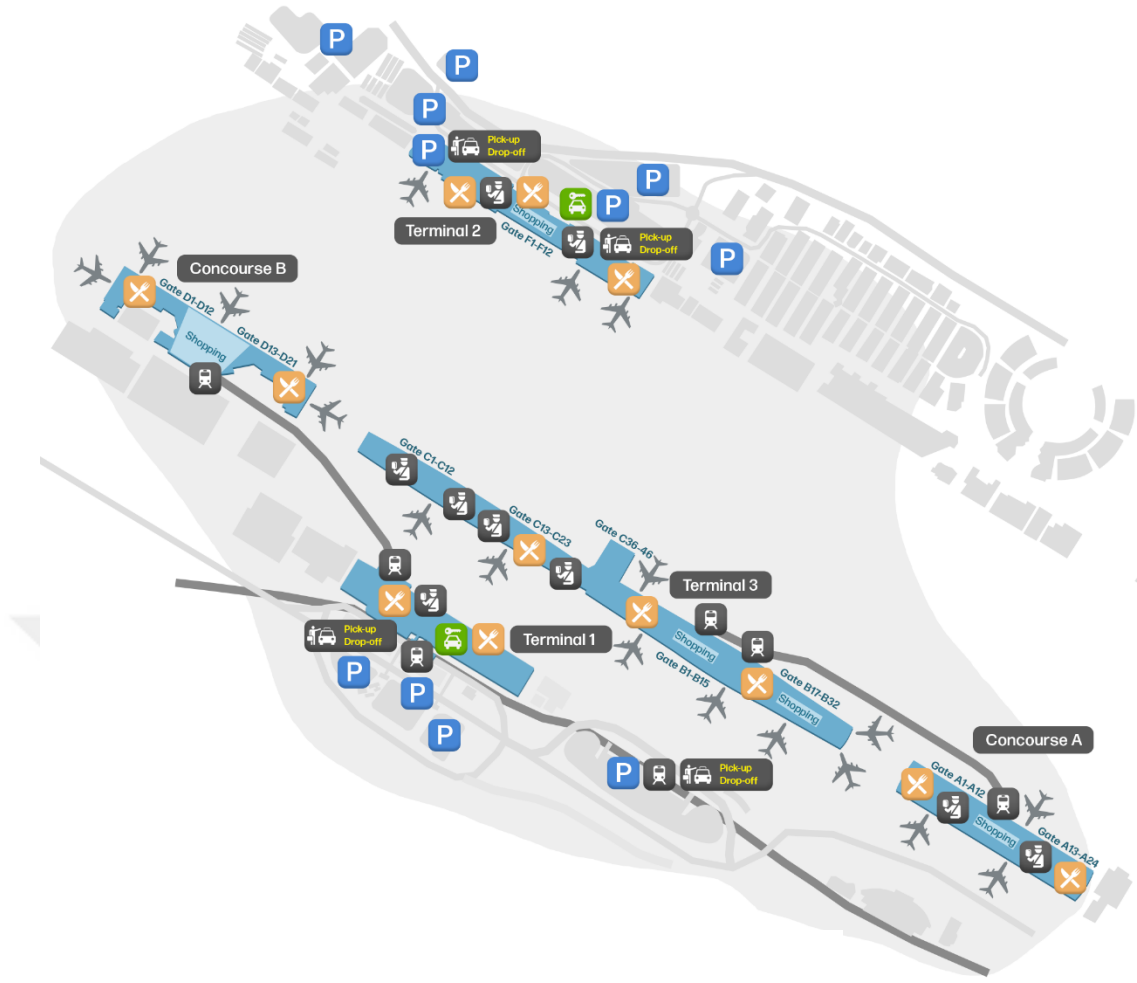 P
P
P
Pick-up
Drop-off
P
P
Shopping
P
Terminal 2
Gate F1-F12
Pick-up
Drop-off
P
Concourse B
Gate D1-D12
Shopping
Gate D13-D21
Gate C1-C12
Gate C13-C23
Gate C36-46
Terminal 3
Pick-up
Drop-off
Terminal 1
Shopping
P
Gate B1-B15
Gate B17-B32
P
Shopping
P
Concourse A
P
Pick-up
Drop-off
Gate A1-A12
Shopping
Gate A13-A24